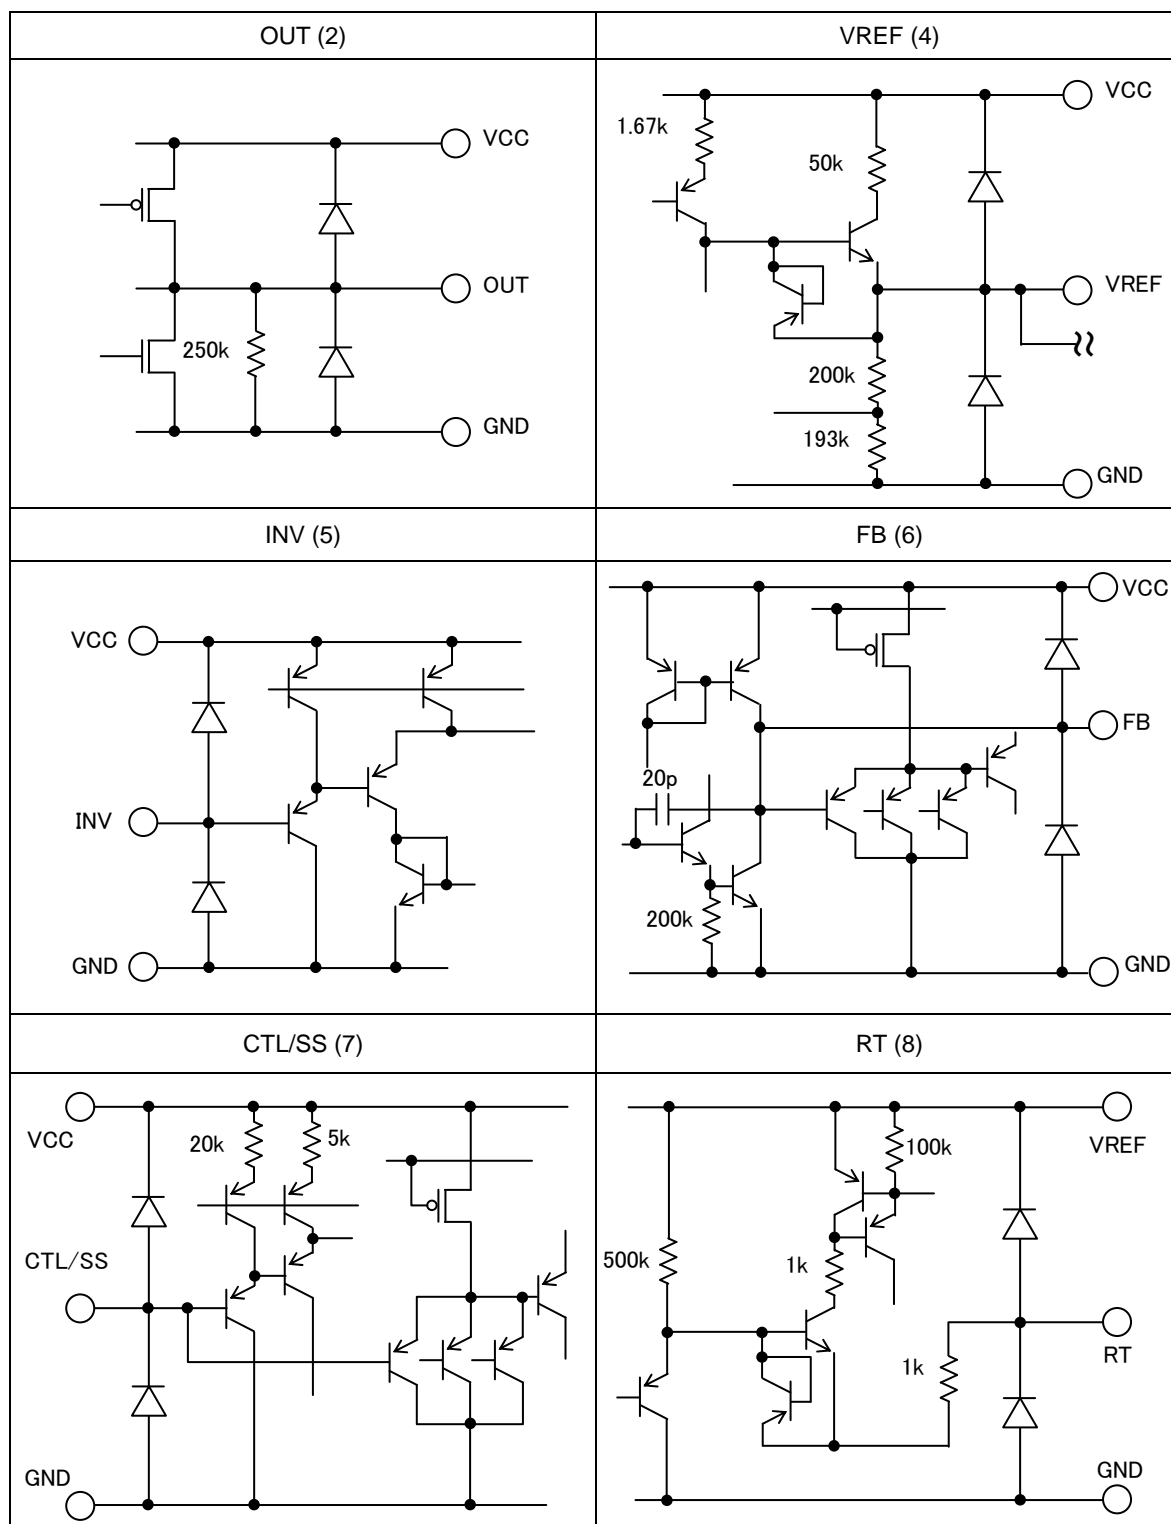 OUT (2)
VCC
OUT
250k
GND
VREF (4)
VCC
1.67k
50k
VREF
200k
193k
GND
INV (5)
VCC
INV
GND
FB (6)
VCC
FB
20p
200k
GND
CTL/SS (7)
VCC
20k
5k
CTL/SS
GND
RT (8)
VREF
100k
500k
1k
RT
1k
GND